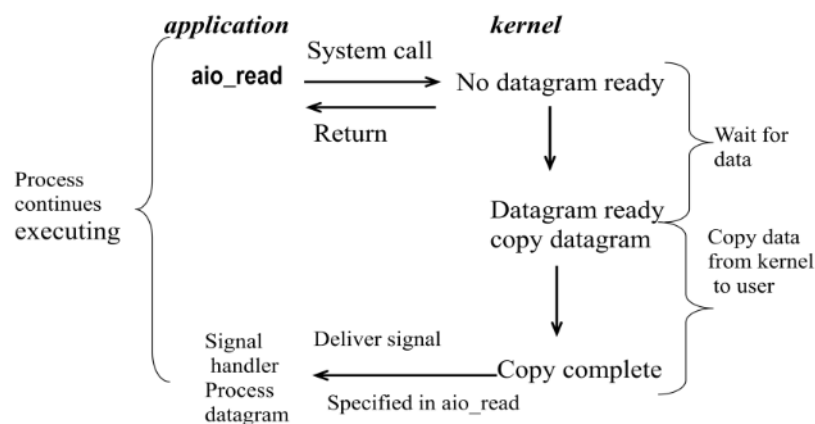 application
kernel
System call
aio_read
No datagram ready
Return
Wait for
data
Process
continues
executing
Datagram ready
copy datagram
Copy data
from kernel
to user
Signal
handler
Process
datagram
Deliver signal
Copy complete
Specified in aio_read